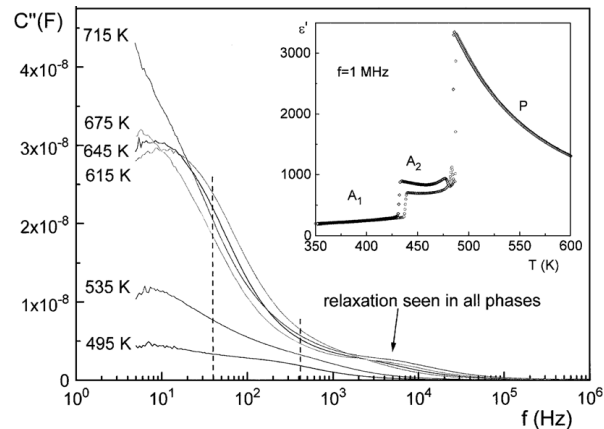 C"(F)
715 K
4x10⁻⁸
675 K
3x10⁻⁸
645 K
615 K
2x10⁻⁸
1x10⁻⁸
535 K
495 K
0
10⁰ 10¹ 10² 10³ 10⁴ 10⁵ 10⁶
f (Hz)
relaxation seen in all phases
ε'
3000
2000
1000
0
f=1 MHz
P
A₂
A₁
350 400 450 500 550 600
T (K)